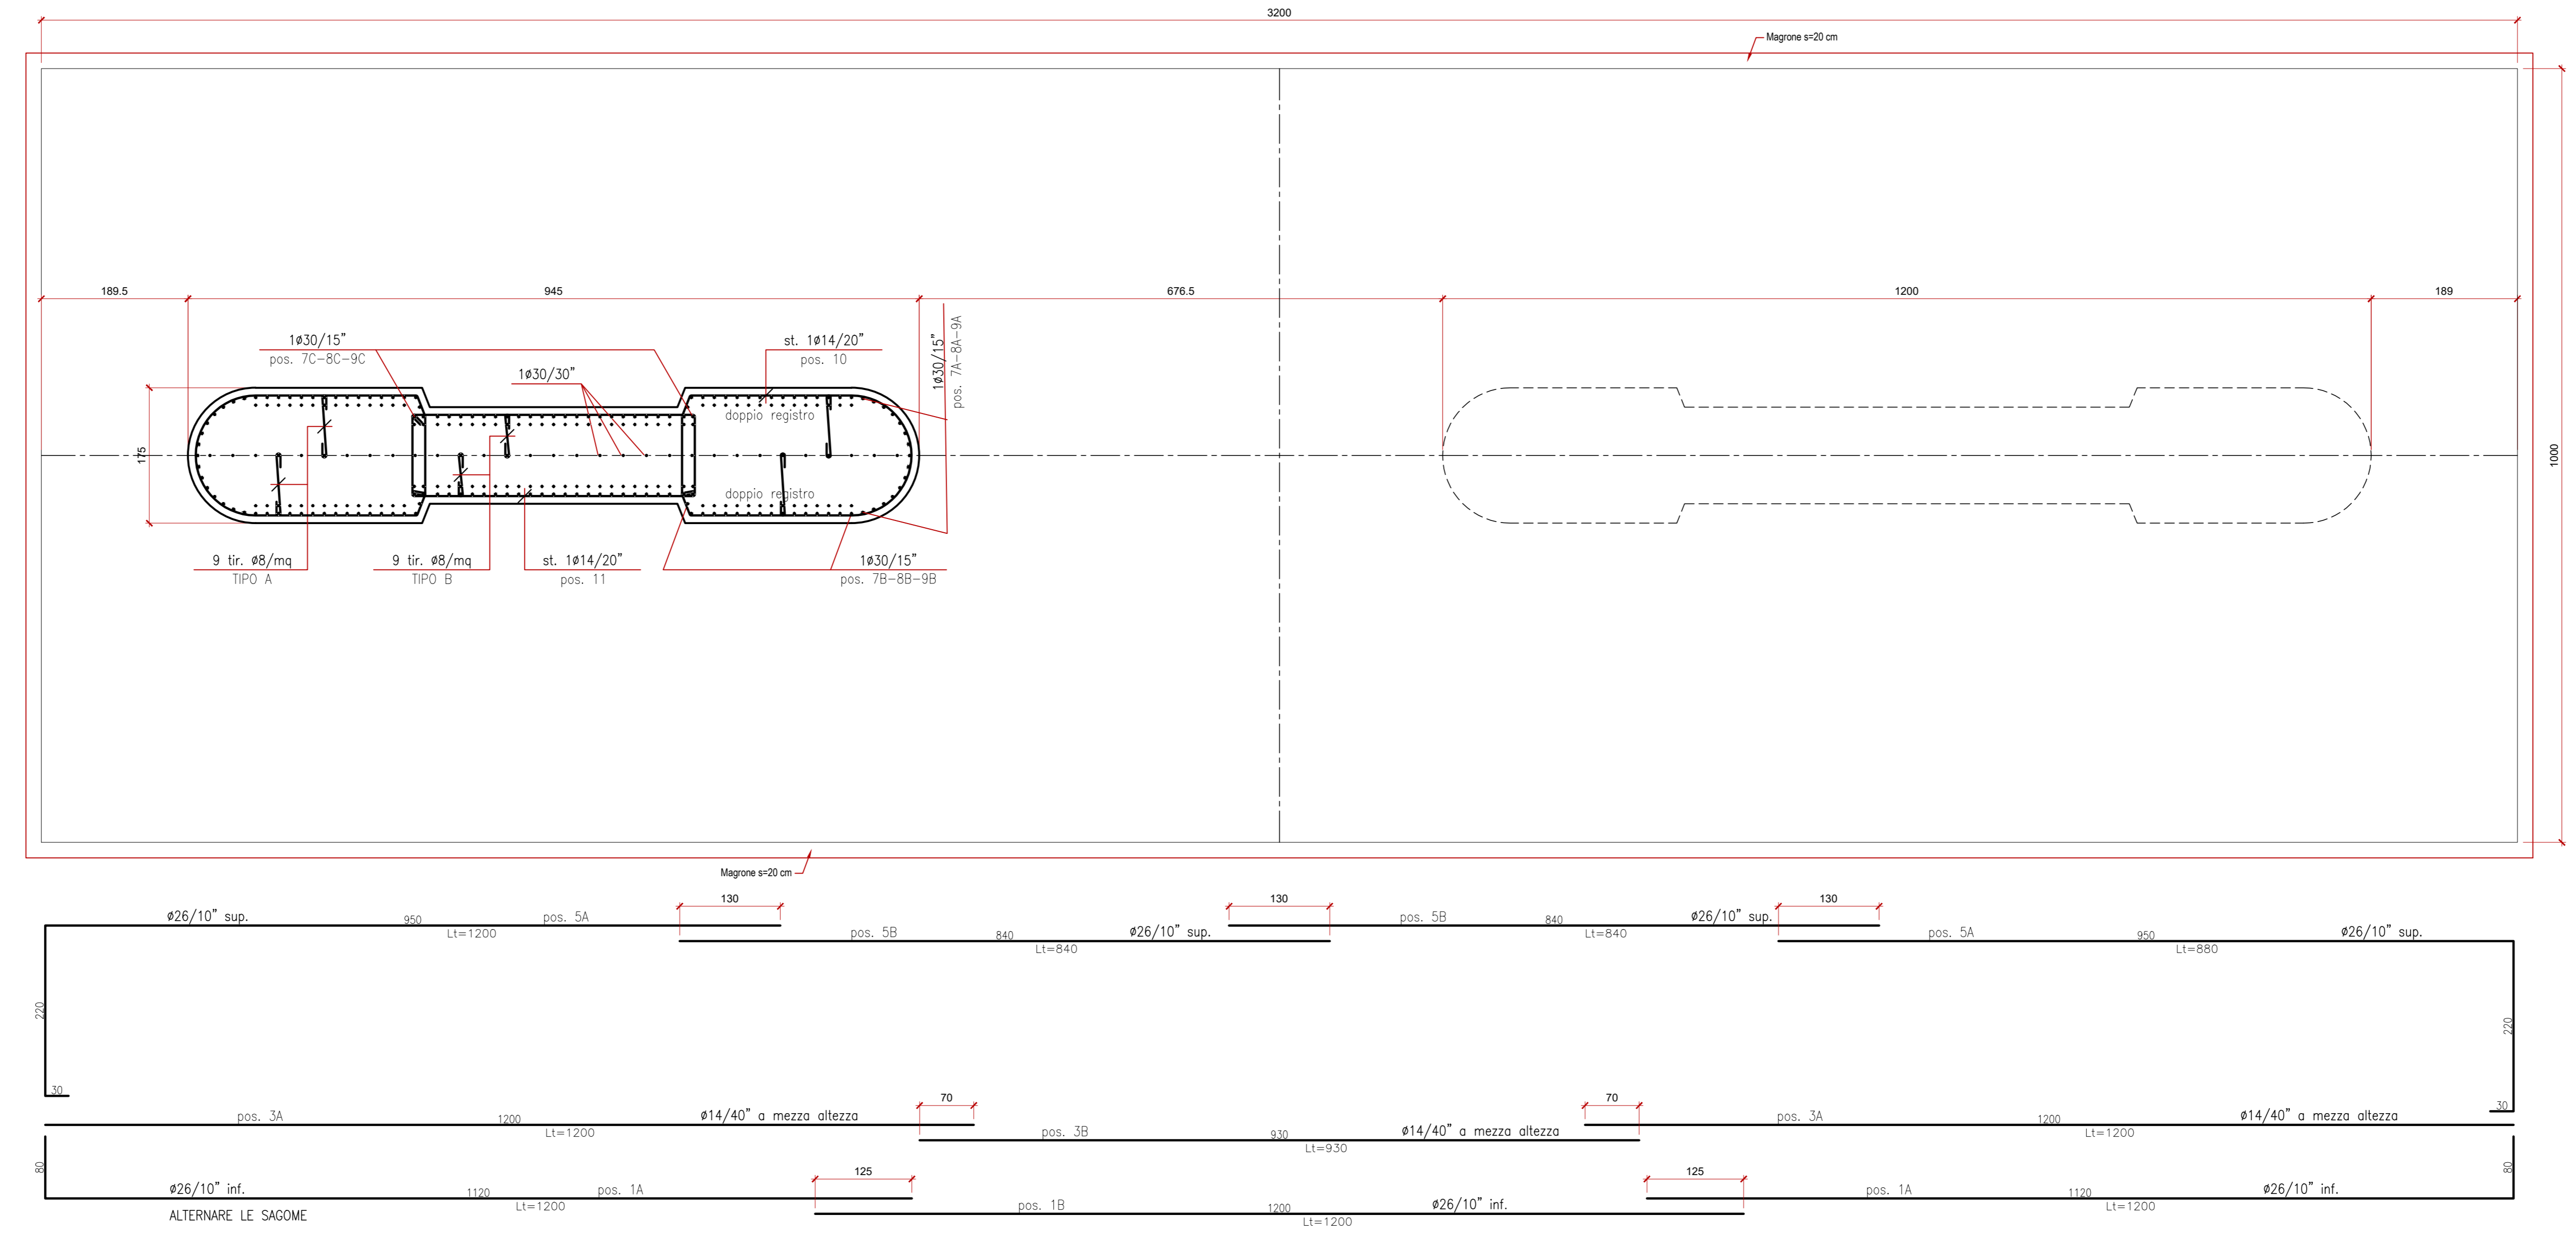 3200
Magrone s=20 cm
189.5
945
676.5
1200
189
1ø30/15"
pos. 7C-8C-9C
1ø30/30"
st. 1ø14/20"
pos. 10
1ø30/15"
pos. 7A-8A-9A
doppio registro
175
1000
doppio registro
9 tir. ø8/mq
TIPO A
9 tir. ø8/mq
TIPO B
st. 1ø14/20"
pos. 11
1ø30/15"
pos. 7B-8B-9B
Magrone s=20 cm
130
130
130
ø26/10" sup.
950
pos. 5A
Lt=1200
pos. 5B
840
ø26/10" sup.
Lt=840
pos. 5B
840
ø26/10" sup.
Lt=840
pos. 5A
950
ø26/10" sup.
Lt=880
220
220
30
30
70
70
pos. 3A
1200
ø14/40" a mezza altezza
Lt=1200
pos. 3B
930
ø14/40" a mezza altezza
Lt=930
pos. 3A
1200
ø14/40" a mezza altezza
Lt=1200
80
80
125
125
ø26/10" inf.
1120
pos. 1A
Lt=1200
pos. 1B
1200
ø26/10" inf.
Lt=1200
pos. 1A
1120
ø26/10" inf.
Lt=1200
ALTERNARE LE SAGOME